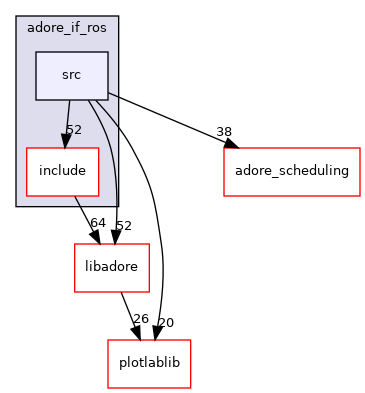 adore_if_ros
src
52
38
include
adore_scheduling
64
52
libadore
26
20
plotlablib